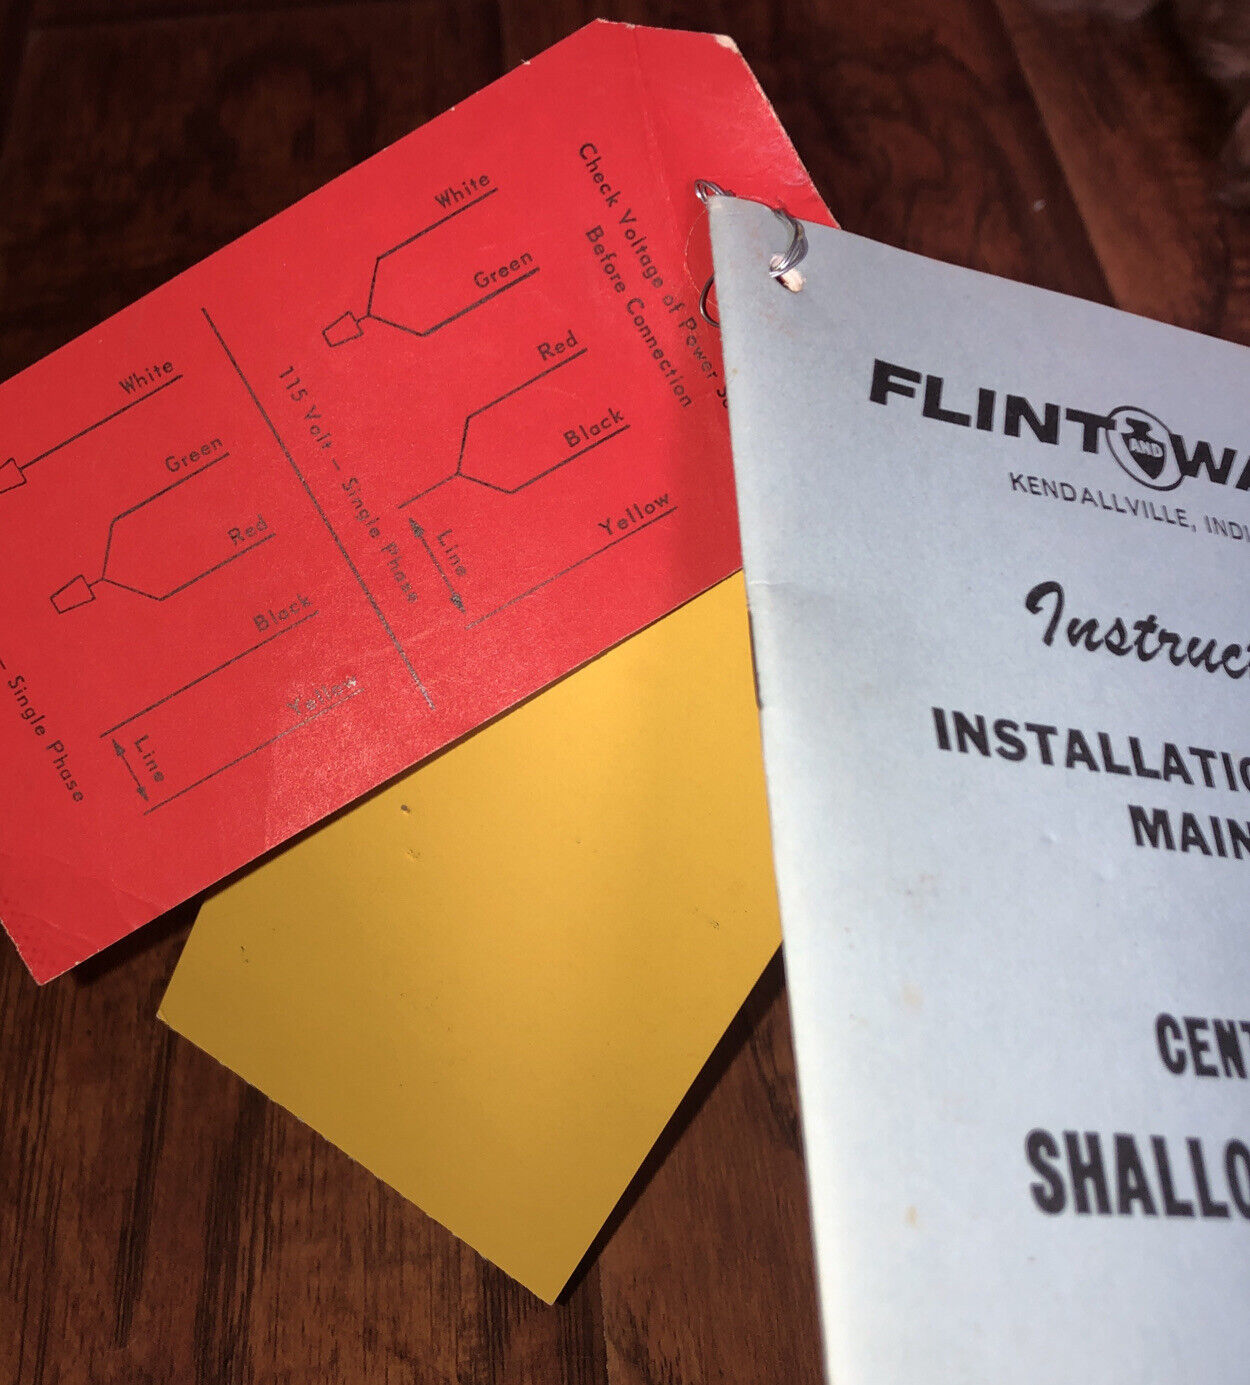 Check Voltage of Power
Before Connection
White
Green
Red
Black
Line
Yellow
115 Volt – Single Phase
White
Green
Red
Black
Line
Yellow
– Single Phase
FLINT AND WA
KENDALLVILLE, INDI
Instruc
INSTALLATIO
MAIN
CENT
SHALLO